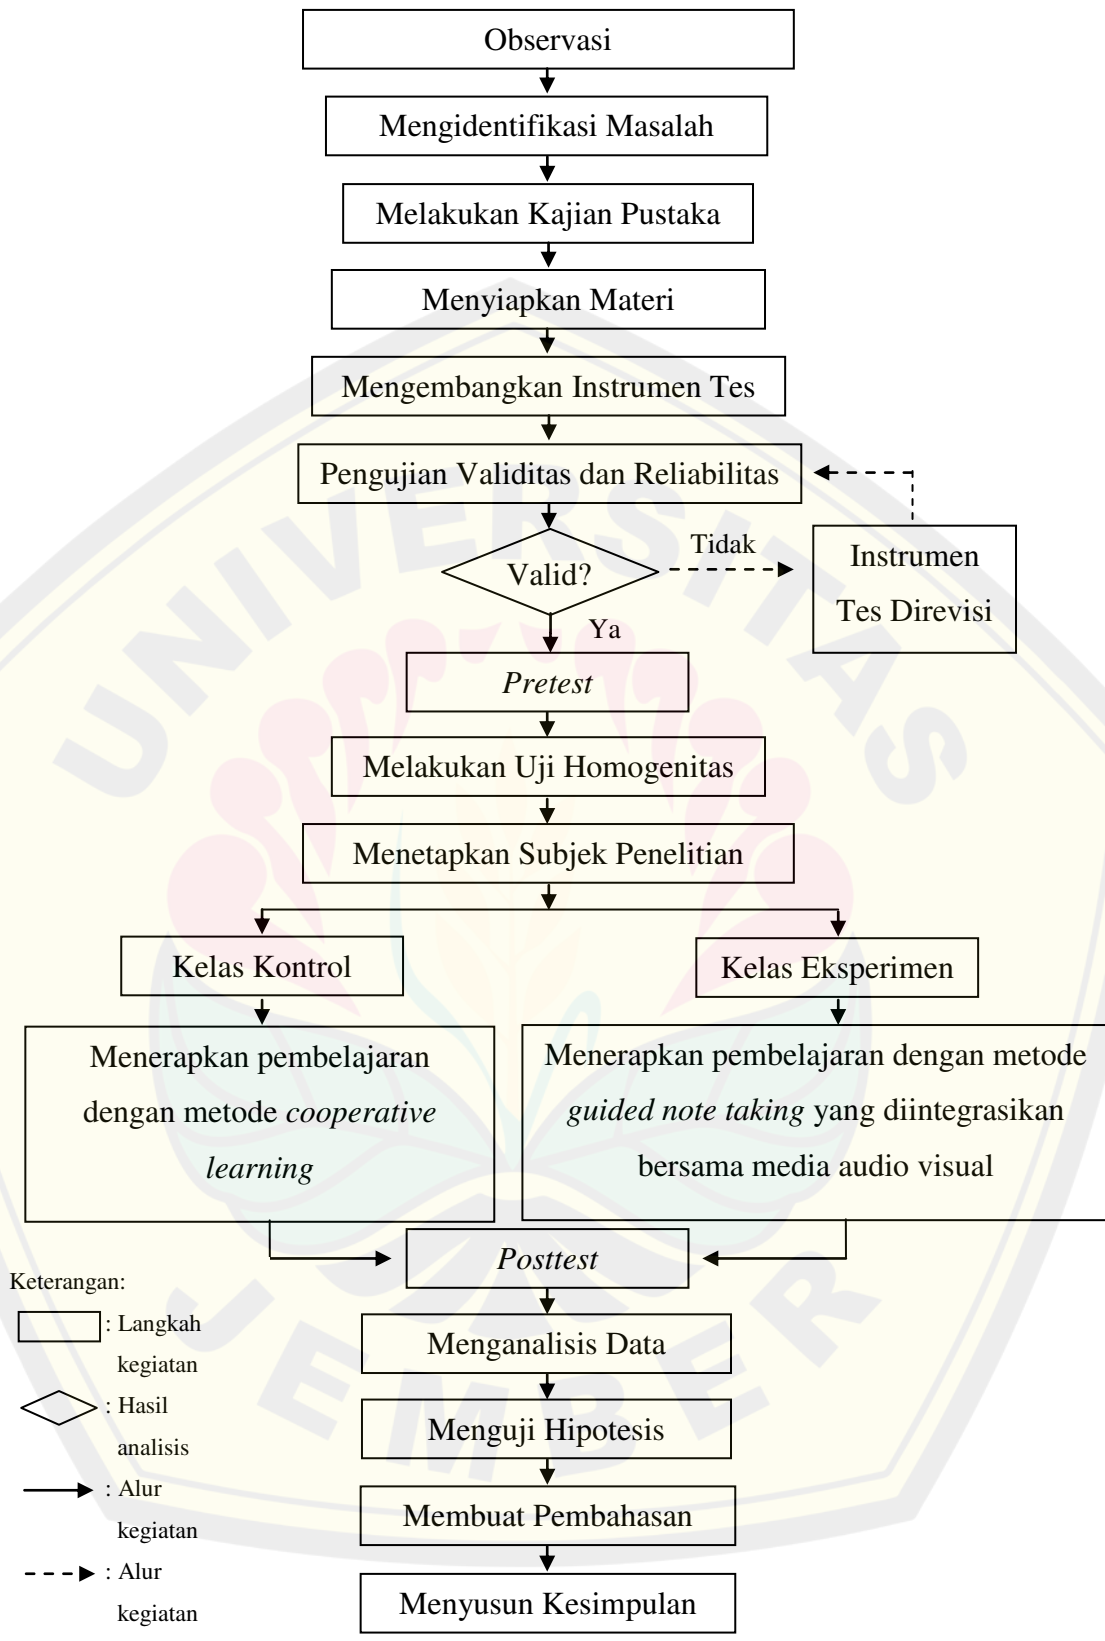 Observasi
Mengidentifikasi Masalah
Melakukan Kajian Pustaka
Menyiapkan Materi
Mengembangkan Instrumen Tes
Pengujian Validitas dan Reliabilitas
Valid?
Tidak
Instrumen
Tes Direvisi
Ya
Pretest
Melakukan Uji Homogenitas
Menetapkan Subjek Penelitian
Kelas Kontrol
Kelas Eksperimen
Menerapkan pembelajaran
dengan metode cooperative
learning
Menerapkan pembelajaran dengan metode
guided note taking yang diintegrasikan
bersama media audio visual
Posttest
Menganalisis Data
Menguji Hipotesis
Membuat Pembahasan
Menyusun Kesimpulan
Keterangan:
: Langkah
kegiatan
: Hasil
analisis
: Alur
kegiatan
: Alur
kegiatan
UNIVERSITAS
JEMBER